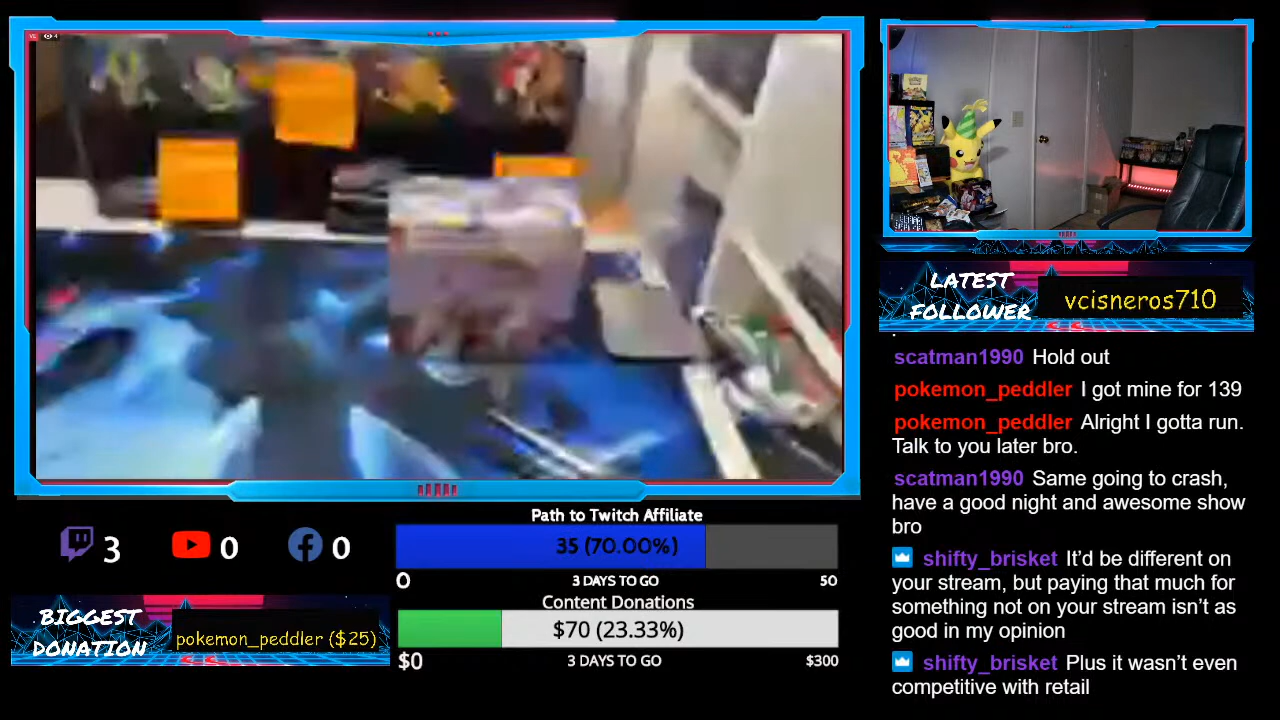 LATEST
FOLLOWER
vcisneros710
scatman1990 Hold out
pokemon_peddler I got mine for 139
pokemon_peddler Alright I gotta run.
Talk to you later bro.
scatman1990 Same going to crash,
have a good night and awesome show
bro
shifty_brisket It’d be different on
your stream, but paying that much for
something not on your stream isn’t as
good in my opinion
shifty_brisket Plus it wasn’t even
competitive with retail
3
0
0
Path to Twitch Affiliate
35 (70.00%)
0
3 DAYS TO GO
50
BIGGEST
DONATION
pokemon_peddler ($25)
Content Donations
$70 (23.33%)
$0
3 DAYS TO GO
$300